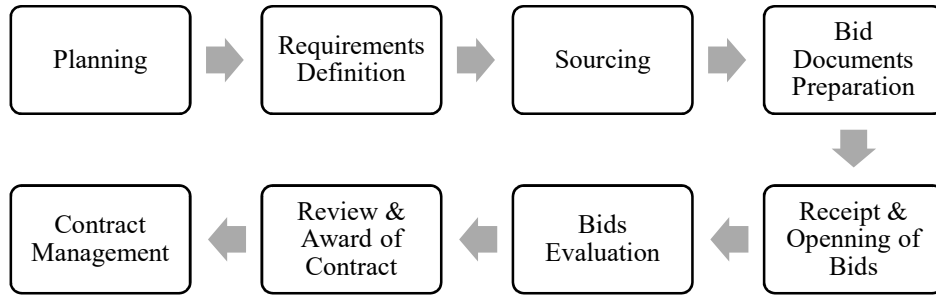 Planning
Requirements
Definition
Sourcing
Bid
Documents
Preparation
Receipt &
Openning of
Bids
Bids
Evaluation
Review &
Award of
Contract
Contract
Management